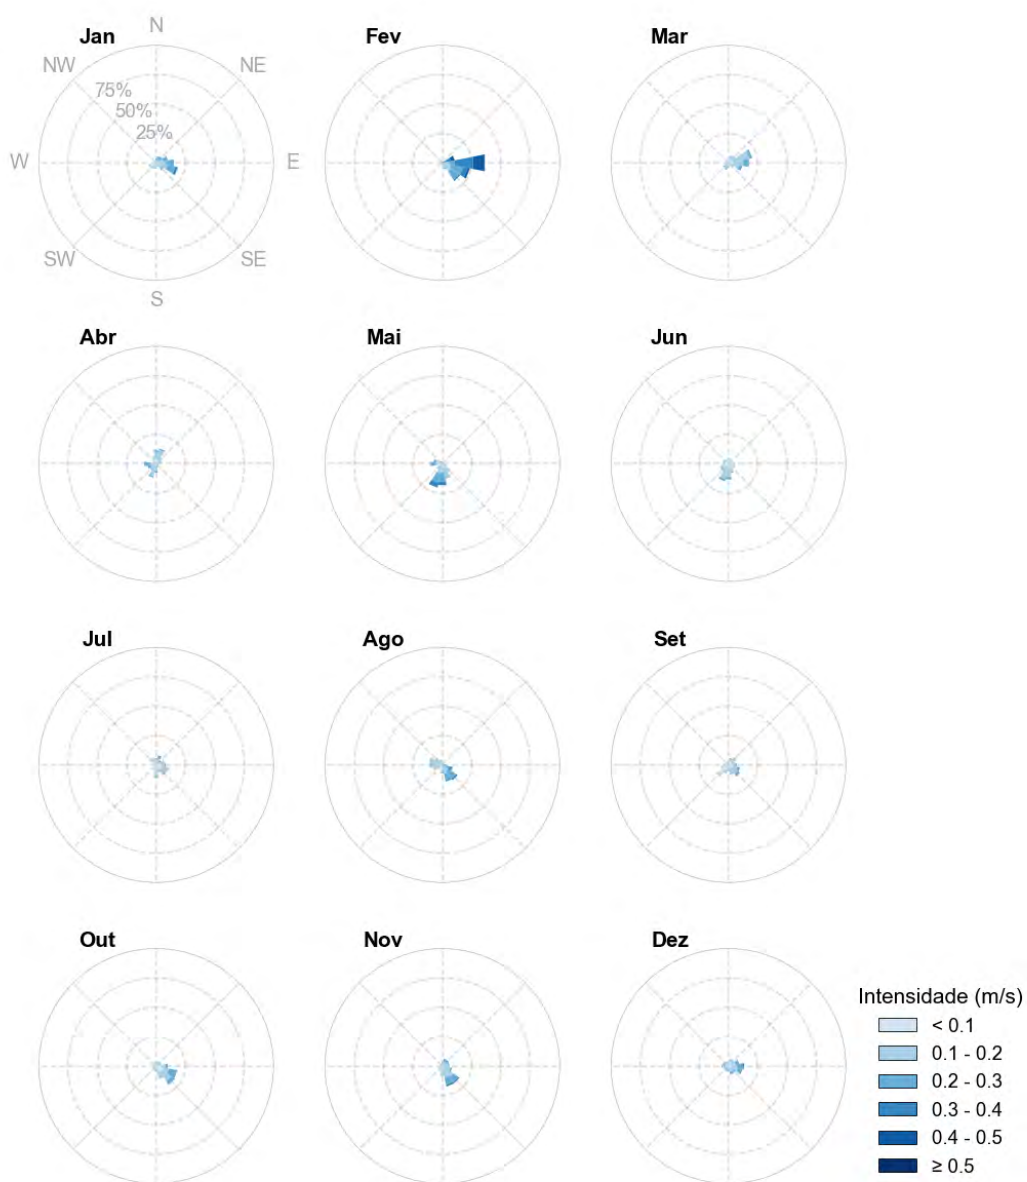 Jan
N
Fev
Mar
NW
NE
75%
50%
25%
W
E
SW
SE
S
Abr
Mai
Jun
Jul
Ago
Set
Out
Nov
Dez
Intensidade (m/s)
< 0.1
0.1 - 0.2
0.2 - 0.3
0.3 - 0.4
0.4 - 0.5
≥ 0.5